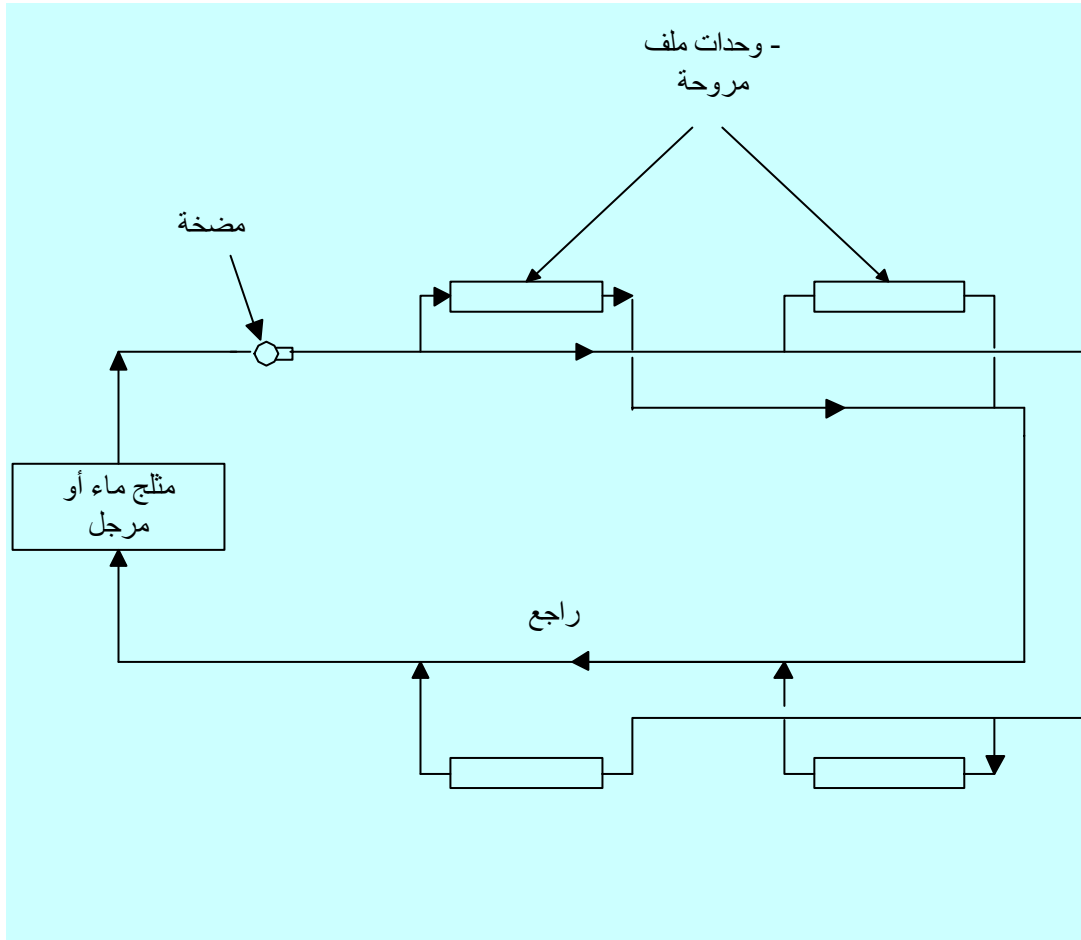 - وحدات ملف
مروحة
مضخة
مثلج ماء أو
مرجل
راجع